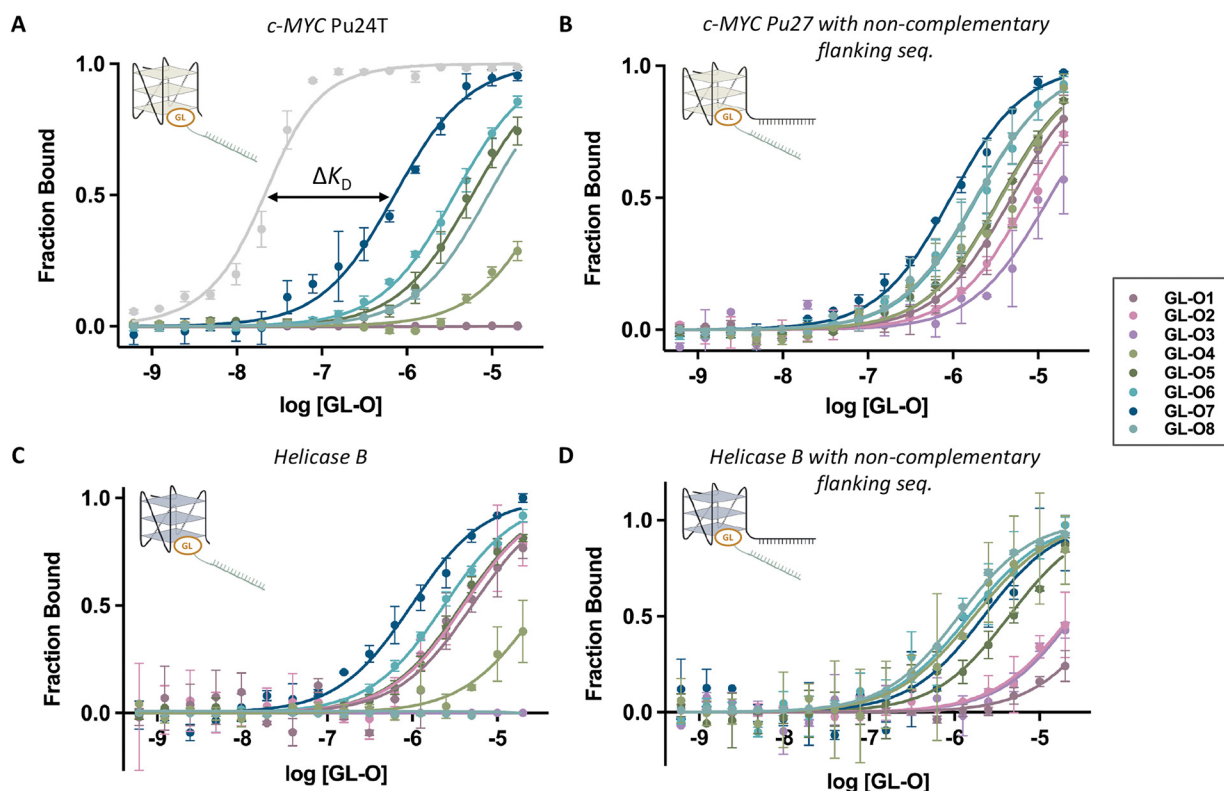 A
c-MYC Pu24T
Fraction Bound
1.0
0.5
0.0
GL
ΔKD
-9
-8
-7
-6
-5
log [GL-O]
B
c-MYC Pu27 with non-complementary
flanking seq.
Fraction Bound
1.0
0.5
0.0
GL
-9
-8
-7
-6
-5
log [GL-O]
GL-O1
GL-O2
GL-O3
GL-O4
GL-O5
GL-O6
GL-O7
GL-O8
C
Helicase B
Fraction Bound
1.0
0.5
0.0
GL
-9
-8
-7
-6
-5
log [GL-O]
D
Helicase B with non-complementary
flanking seq.
Fraction Bound
1.0
0.5
0.0
GL
-9
-8
-7
-6
-5
log [GL-O]